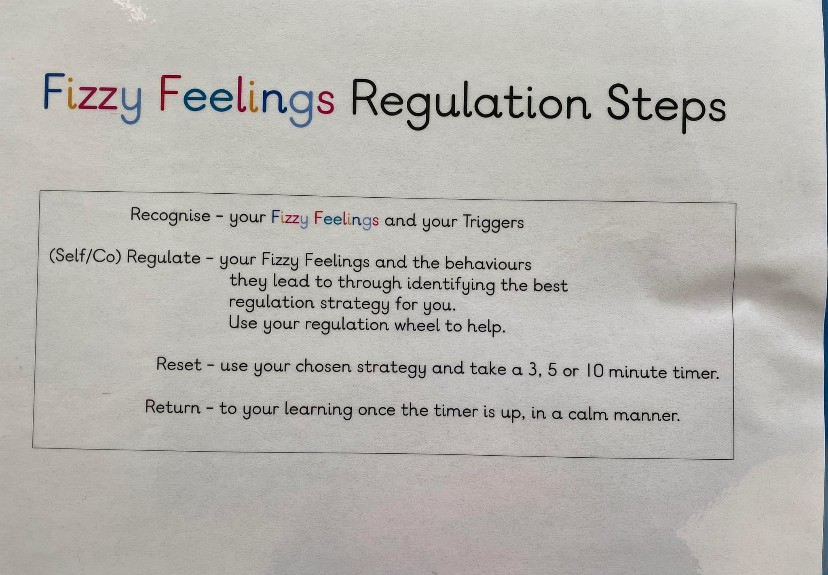 Fizzy Feelings Regulation Steps
Recognise - your Fizzy Feelings and your Triggers
(Self/Co) Regulate - your Fizzy Feelings and the behaviours
they lead to through identifying the best
regulation strategy for you.
Use your regulation wheel to help.
Reset - use your chosen strategy and take a 3, 5 or 10 minute timer.
Return - to your learning once the timer is up, in a calm manner.